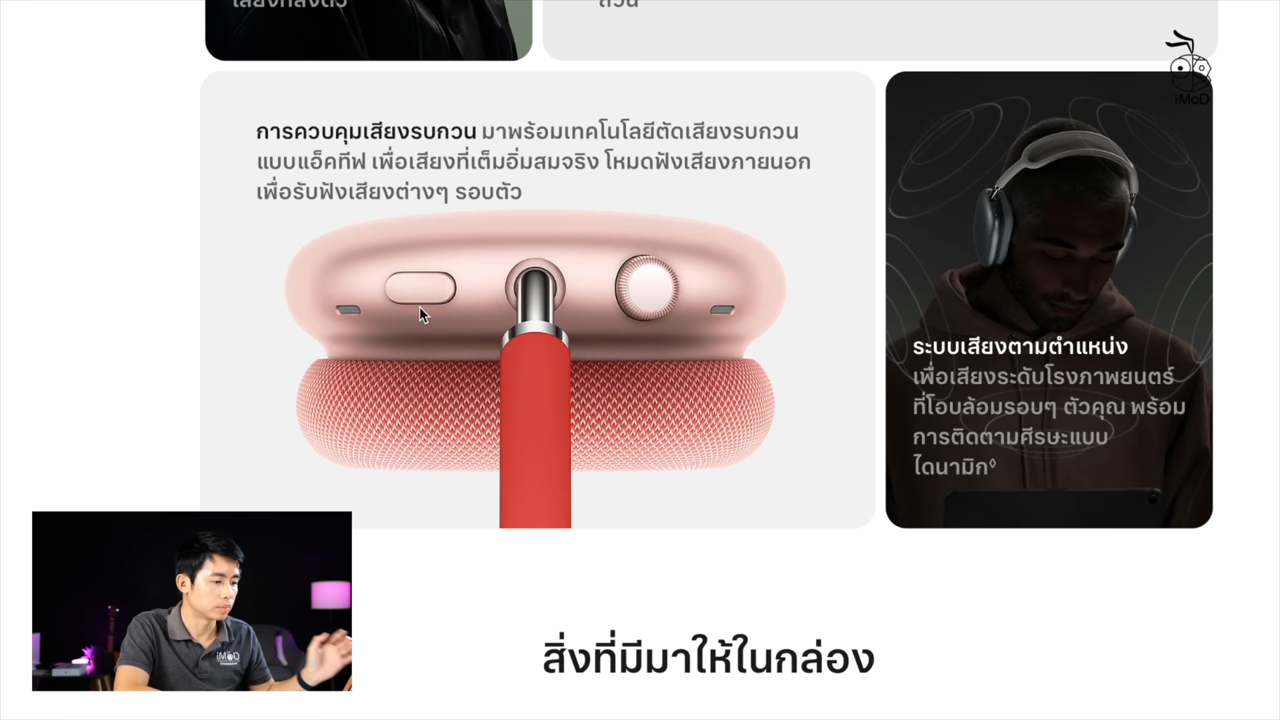 การควบคุมเสียงรบกวน มาพร้อมเทคโนโลยีตัดเสียงรบกวน
แบบแอ็คทีฟ เพื่อเสียงที่เต็มอิ่มสมจริง โหมดฟังเสียงภายนอก
เพื่อรับฟังเสียงต่างๆ รอบตัว
iMoD
ระบบเสียงตามตำแหน่ง
เพื่อเสียงระดับโรงภาพยนตร์
ที่โอบล้อมรอบๆ ตัวคุณ พร้อม
การติดตามศีรษะแบบ
ไดนามิก◊
iMoD
สิ่งที่มีมาให้ในกล่อง